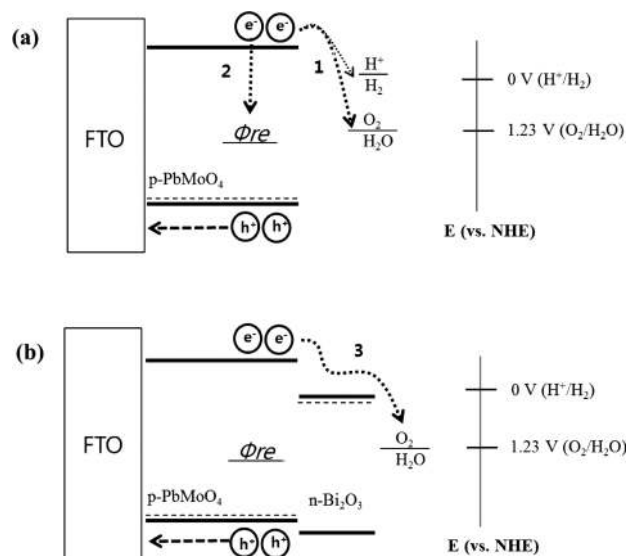 (a)
e⁻ e⁻
2
1
H⁺
H₂
0 V (H⁺/H₂)
Φre
O₂
H₂O
1.23 V (O₂/H₂O)
FTO
p-PbMoO₄
h⁺ h⁺
E (vs. NHE)
(b)
e⁻ e⁻
3
0 V (H⁺/H₂)
FTO
Φre
O₂
H₂O
1.23 V (O₂/H₂O)
p-PbMoO₄
n-Bi₂O₃
h⁺ h⁺
E (vs. NHE)